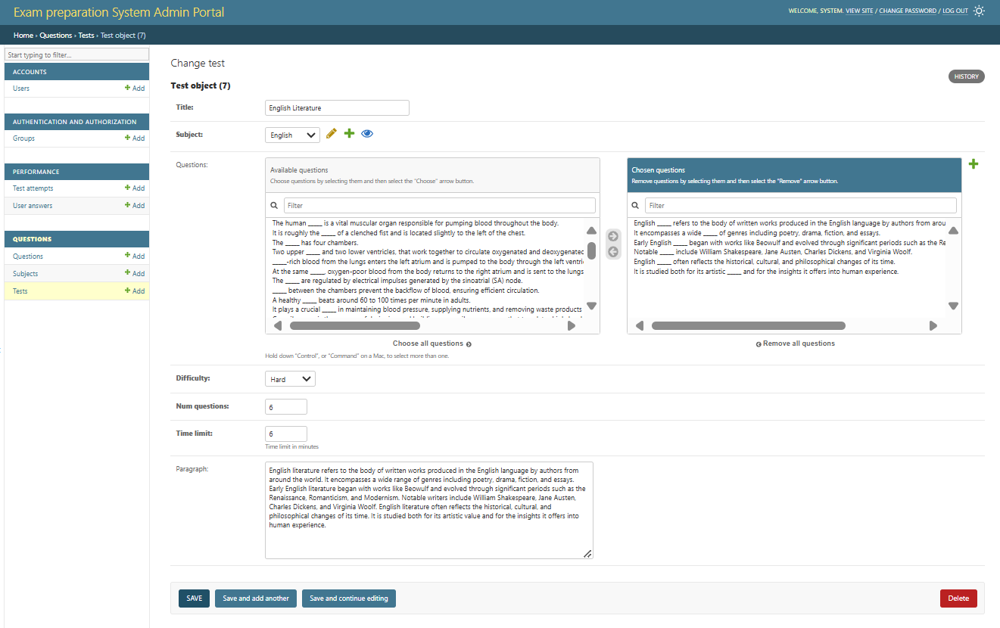 Exam preparation System Admin Portal
WELCOME, SYSTEM. VIEW SITE / CHANGE PASSWORD / LOG OUT
Home › Questions › Tests › Test object (7)
Start typing to filter...
ACCOUNTS
Users + Add
AUTHENTICATION AND AUTHORIZATION
Groups + Add
PERFORMANCE
Test attempts + Add
User answers + Add
QUESTIONS
Questions + Add
Subjects + Add
Tests + Add
Change test
HISTORY
Test object (7)
Title: English Literature
Subject: English
Questions:
Available questions
Choose questions by selecting them and then select the "Choose" arrow button.
Filter
The human _____ is a vital muscular organ responsible for pumping blood throughout the body.
It is roughly the _____ of a clenched fist and is located slightly to the left of the chest.
The _____ has four chambers.
Two upper _____ and two lower ventricles, that work together to circulate oxygenated and deoxygenated
_____-rich blood from the lungs enters the left atrium and is pumped to the body through the left ventri
At the same _____, oxygen-poor blood from the body returns to the right atrium and is sent to the lungs
The _____ are regulated by electrical impulses generated by the sinoatrial (SA) node.
_____ between the chambers prevent the backflow of blood, ensuring efficient circulation.
A healthy _____ beats around 60 to 100 times per minute in adults.
It plays a crucial _____ in maintaining blood pressure, supplying nutrients, and removing waste products
Choose all questions
Hold down "Control", or "Command" on a Mac, to select more than one.
Chosen questions
Remove questions by selecting them and then select the "Remove" arrow button.
Filter
English _____ refers to the body of written works produced in the English language by authors from arou
It encompasses a wide _____ of genres including poetry, drama, fiction, and essays.
Early English _____ began with works like Beowulf and evolved through significant periods such as the Re
Notable _____ include William Shakespeare, Jane Austen, Charles Dickens, and Virginia Woolf.
English _____ often reflects the historical, cultural, and philosophical changes of its time.
It is studied both for its artistic _____ and for the insights it offers into human experience.
Remove all questions
Difficulty: Hard
Num questions: 6
Time limit: 6
Time limit in minutes
Paragraph:
English literature refers to the body of written works produced in the English language by authors from
around the world. It encompasses a wide range of genres including poetry, drama, fiction, and essays.
Early English literature began with works like Beowulf and evolved through significant periods such as the
Renaissance, Romanticism, and Modernism. Notable writers include William Shakespeare, Jane Austen,
Charles Dickens, and Virginia Woolf. English literature often reflects the historical, cultural, and
philosophical changes of its time. It is studied both for its artistic value and for the insights it offers into
human experience.
SAVE
Save and add another
Save and continue editing
Delete